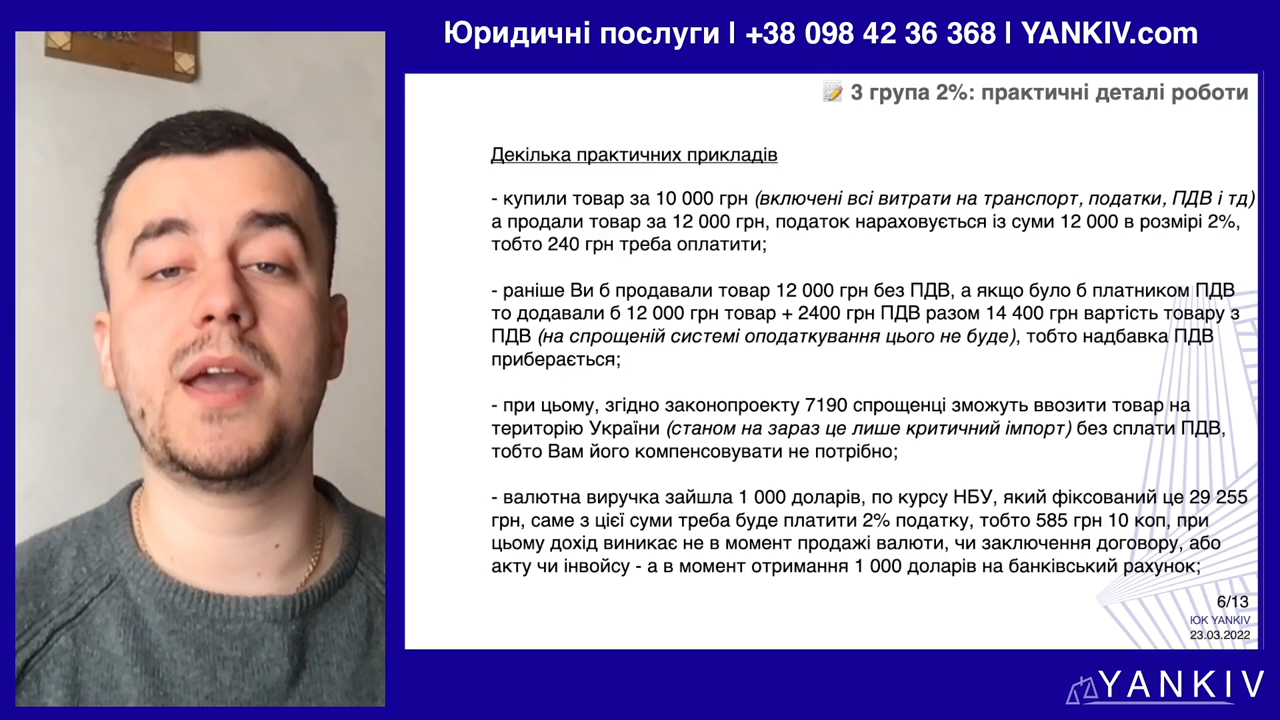 Юридичні послуги | +38 098 42 36 368 | YANKIV.com
📝 3 група 2%: практичні деталі роботи
Декілька практичних прикладів
- купили товар за 10 000 грн (включені всі витрати на транспорт, податки, ПДВ і тд)
а продали товар за 12 000 грн, податок нараховується із суми 12 000 в розмірі 2%,
тобто 240 грн треба оплатити;
- раніше Ви б продавали товар 12 000 грн без ПДВ, а якщо було б платником ПДВ
то додавали б 12 000 грн товар + 2400 грн ПДВ разом 14 400 грн вартість товару з
ПДВ (на спрощеній системі оподаткування цього не буде), тобто надбавка ПДВ
прибирається;
- при цьому, згідно законопроекту 7190 спрощенці зможуть ввозити товар на
територію України (станом на зараз це лише критичний імпорт) без сплати ПДВ,
тобто Вам його компенсовувати не потрібно;
- валютна виручка зайшла 1 000 доларів, по курсу НБУ, який фіксований це 29 255
грн, саме з цієї суми треба буде платити 2% податку, тобто 585 грн 10 коп, при
цьому дохід виникає не в момент продажі валюти, чи заключення договору, або
акту чи інвойсу - а в момент отримання 1 000 доларів на банківський рахунок;
6/13
ЮК YANKIV
23.03.2022
YANKIV